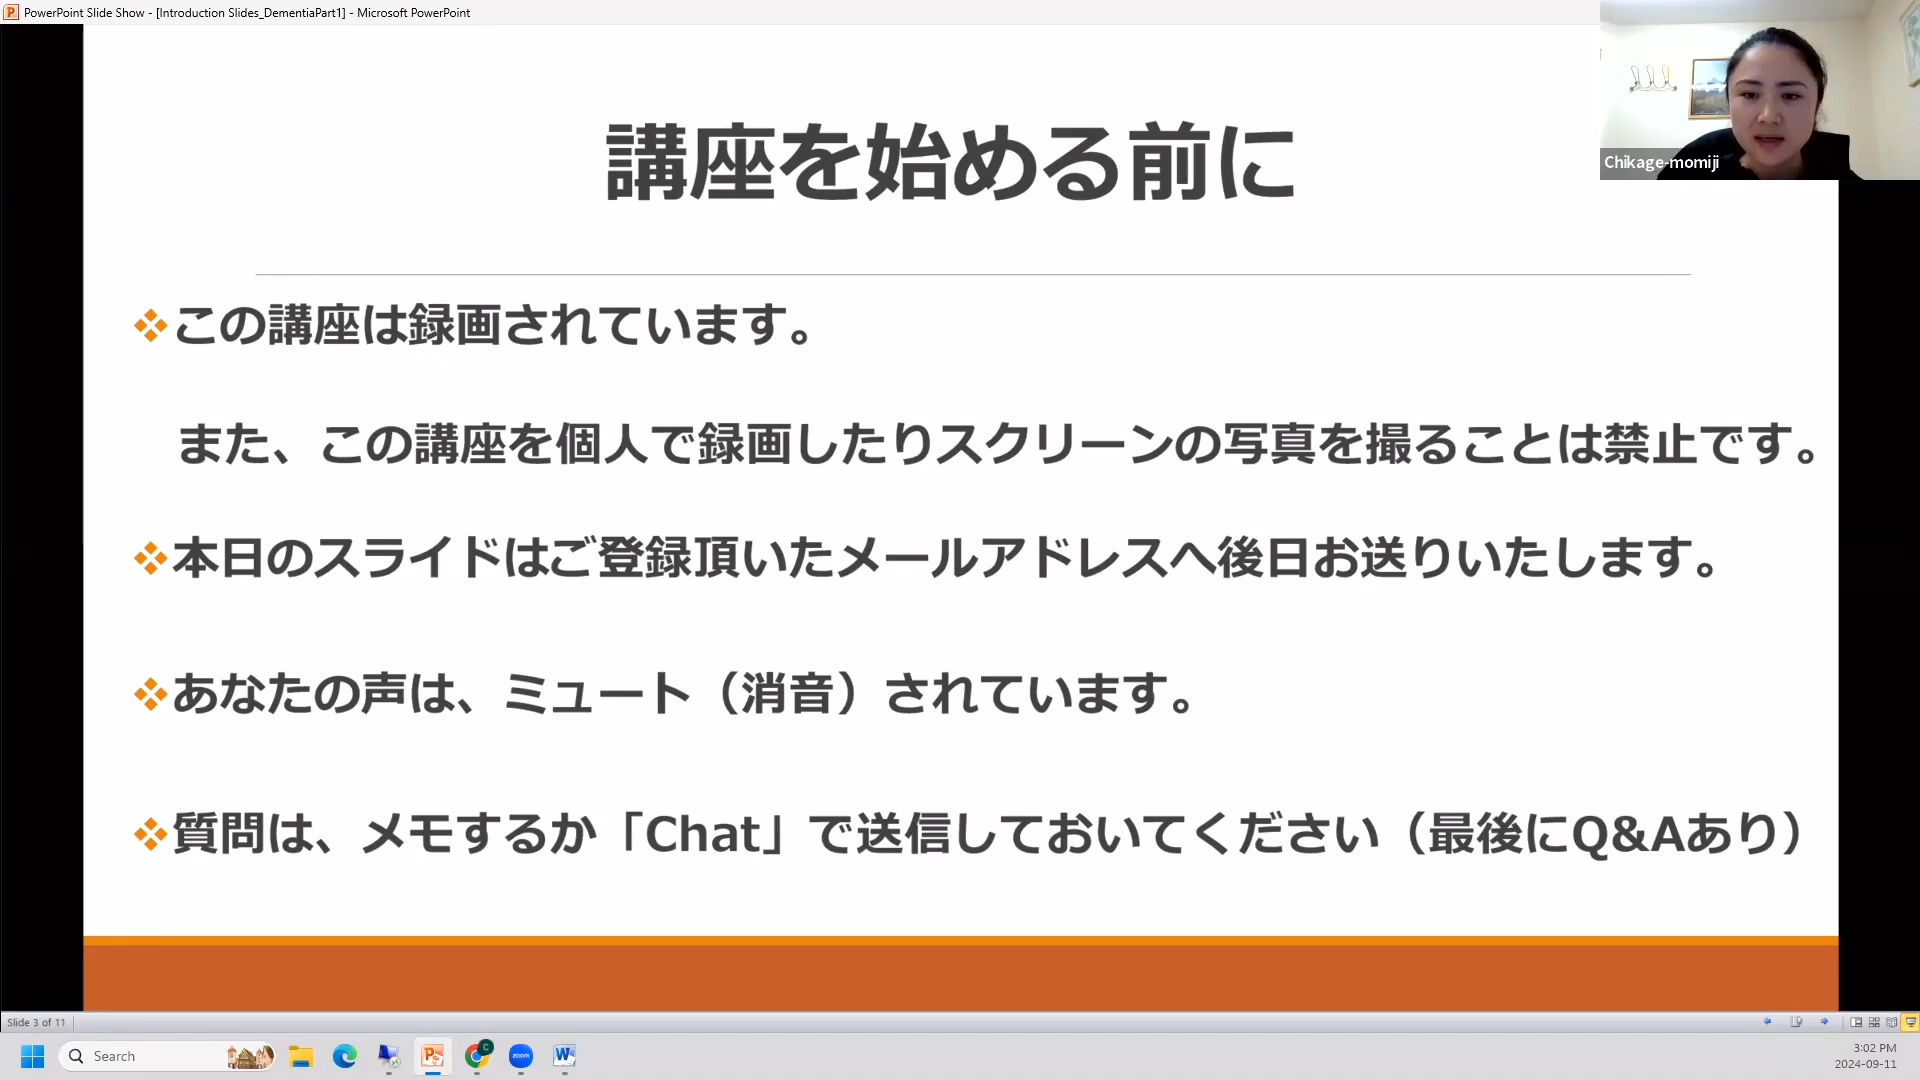 PowerPoint Slide Show - [Introduction Slides_DementiaPart1] - Microsoft PowerPoint
Chikage-momiji
講座を始める前に
この講座は録画されています。
また、この講座を個人で録画したりスクリーンの写真を撮ることは禁止です。
本日のスライドはご登録頂いたメールアドレスへ後日お送りいたします。
あなたの声は、ミュート（消音）されています。
質問は、メモするか「Chat」で送信しておいてください（最後にQ&Aあり）
Slide 3 of 11
Search
C
zoom
3:02 PM
2024-09-11